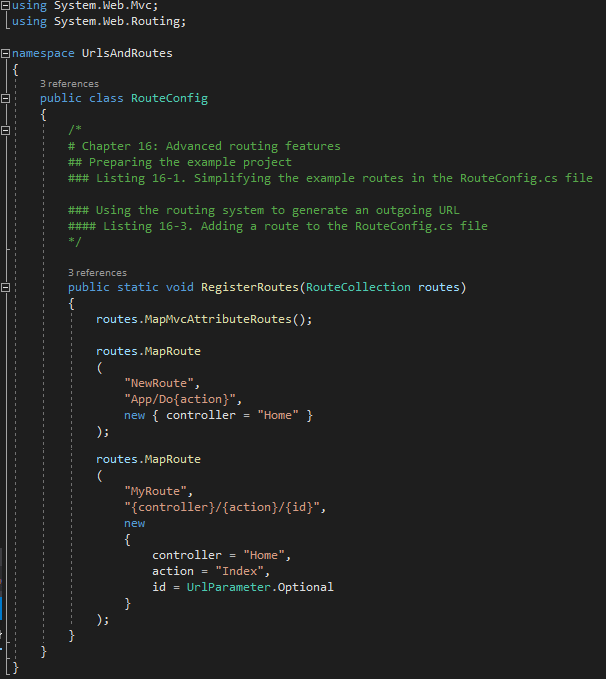 using System.Web.Mvc;
using System.Web.Routing;

namespace UrlsAndRoutes
{
    3 references
    public class RouteConfig
    {
        /*
        # Chapter 16: Advanced routing features
        ## Preparing the example project
        ### Listing 16-1. Simplifying the example routes in the RouteConfig.cs file

        ### Using the routing system to generate an outgoing URL
        #### Listing 16-3. Adding a route to the RouteConfig.cs file
        */

        3 references
        public static void RegisterRoutes(RouteCollection routes)
        {
            routes.MapMvcAttributeRoutes();

            routes.MapRoute
            (
                "NewRoute",
                "App/Do{action}",
                new { controller = "Home" }
            );

            routes.MapRoute
            (
                "MyRoute",
                "{controller}/{action}/{id}",
                new
                {
                    controller = "Home",
                    action = "Index",
                    id = UrlParameter.Optional
                }
            );
        }
    }
}